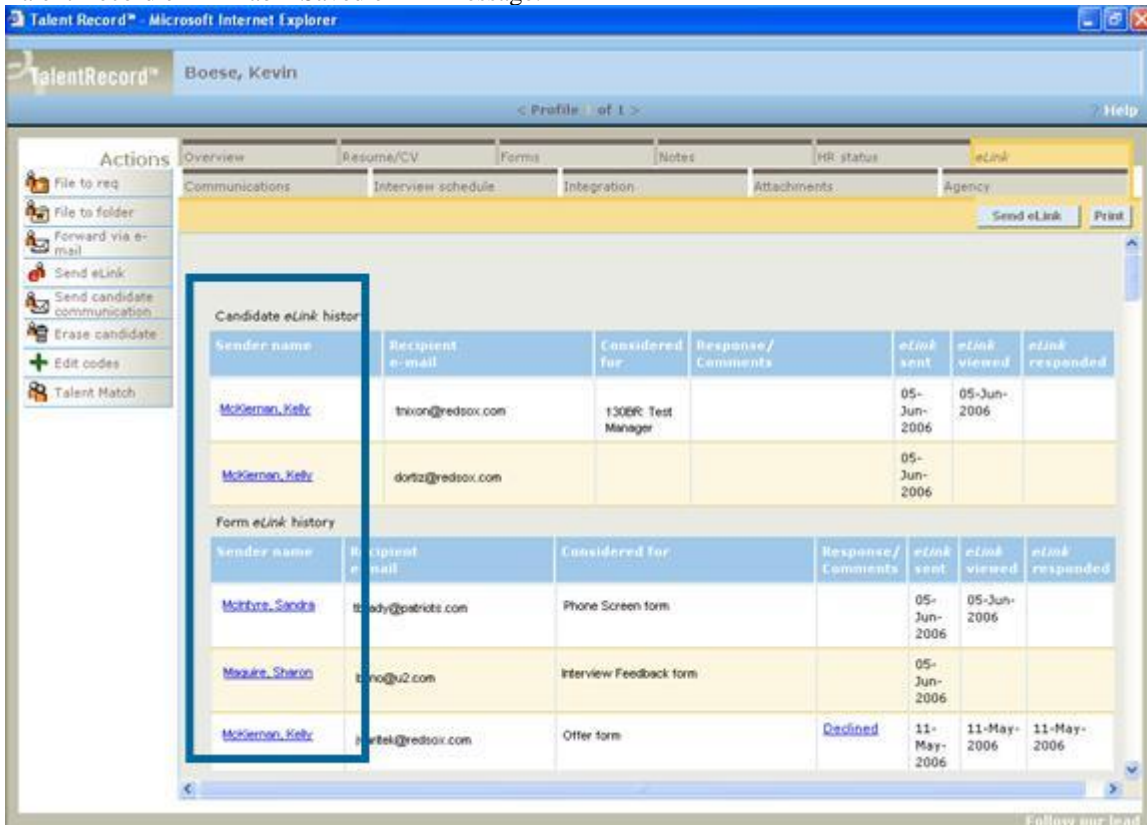 Talent Record™ - Microsoft Internet Explorer
TalentRecord™
Boese, Kevin
< Profile 1 of 1 >
? Help
Actions
File to req
File to folder
Forward via e-
mail
Send eLink
Send candidate
communication
Erase candidate
Edit codes
Talent Match
Overview Resume/CV Forms Notes HR status eLink
Communications Interview schedule Integration Attachments Agency
Send eLink Print
Candidate eLink history
Sender name Recipient e-mail Considered for Response/ Comments eLink sent eLink viewed eLink responded
McKiernan, Kelly tnixon@redsox.com 130BR: Test Manager 05-Jun-2006 05-Jun-2006
McKiernan, Kelly dortiz@redsox.com 05-Jun-2006
Form eLink history
Sender name Considered for Response/ Comments eLink sent eLink viewed eLink responded
McIntyre, Sandra Phone Screen form 05-Jun-2006 05-Jun-2006
Maguire, Sharon Interview Feedback form 05-Jun-2006
McKiernan, Kelly Offer form Declined 11-May-2006 11-May-2006 11-May-2006
Follow our lead